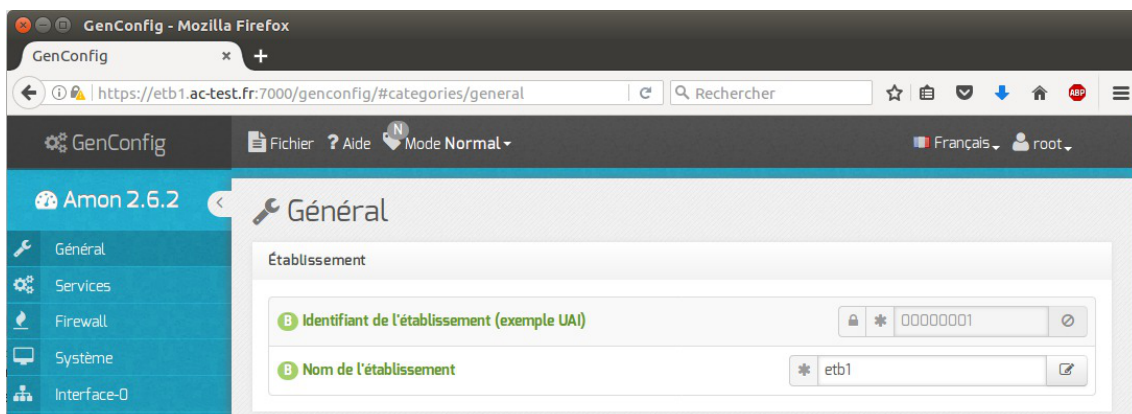 GenConfig - Mozilla Firefox
GenConfig × +
https://etb1.ac-test.fr:7000/genconfig/#categories/general Rechercher ABP
GenConfig Fichier ? Aide N Mode Normal Français root
Amon 2.6.2
Général
Général
Établissement
Services
B Identifiant de l'établissement (exemple UAI) 00000001
Firewall
Système
B Nom de l'établissement etb1
Interface-0